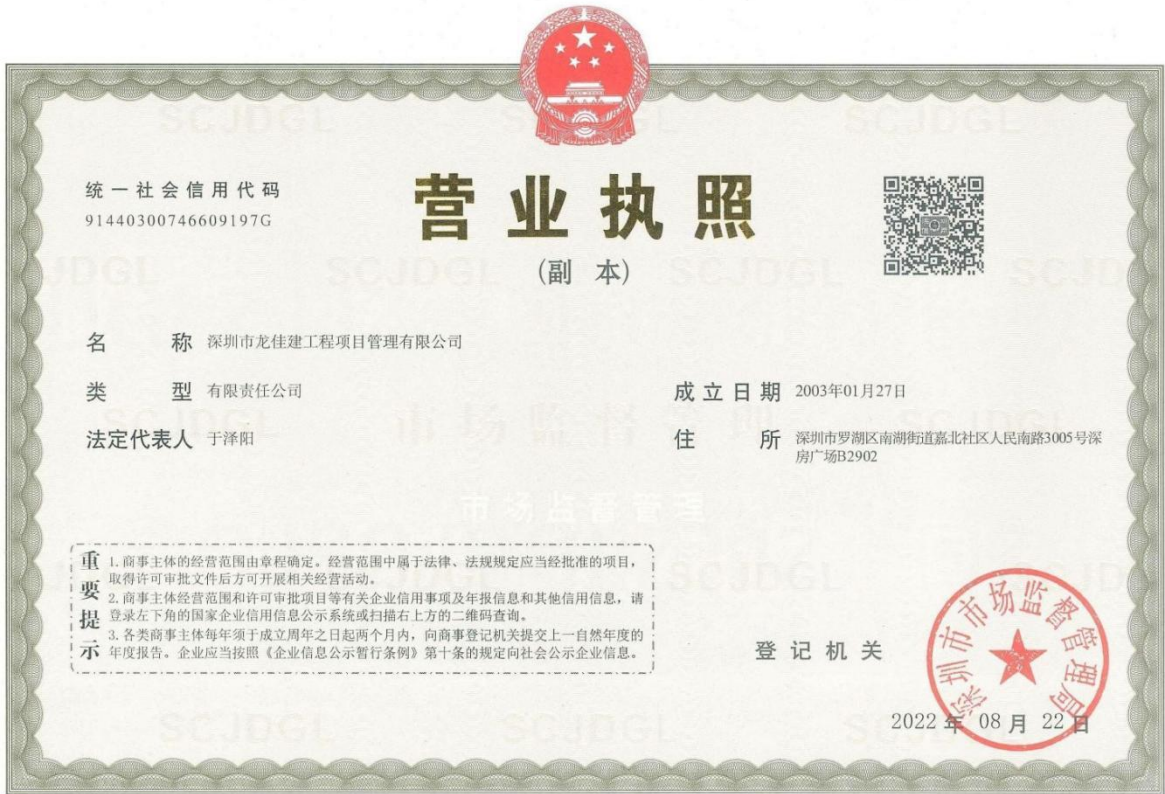 统一社会信用代码
91440300746609197G
营业执照
(副 本)
名 称 深圳市龙佳建工程项目管理有限公司
类 型 有限责任公司
成立日期 2003年01月27日
法定代表人 于泽阳
住 所 深圳市罗湖区南湖街道嘉北社区人民南路3005号深
房广场B2902
SCJDGL
市场监督管理
市场监督管理
重要提示
1.商事主体的经营范围由章程确定。经营范围中属于法律、法规规定应当经批准的项目，
取得许可审批文件后方可开展相关经营活动。
2.商事主体经营范围和许可审批项目等有关企业信用事项及年报信息和其他信用信息，请
登录左下角的国家企业信用信息公示系统或扫描右上方的二维码查询。
3.各类商事主体每年须于成立周年之日起两个月内，向商事登记机关提交上一自然年度的
年度报告。企业应当按照《企业信息公示暂行条例》第十条的规定向社会公示企业信息。
登记机关
深圳市市场监督管理局
2022 年 08 月 22 日